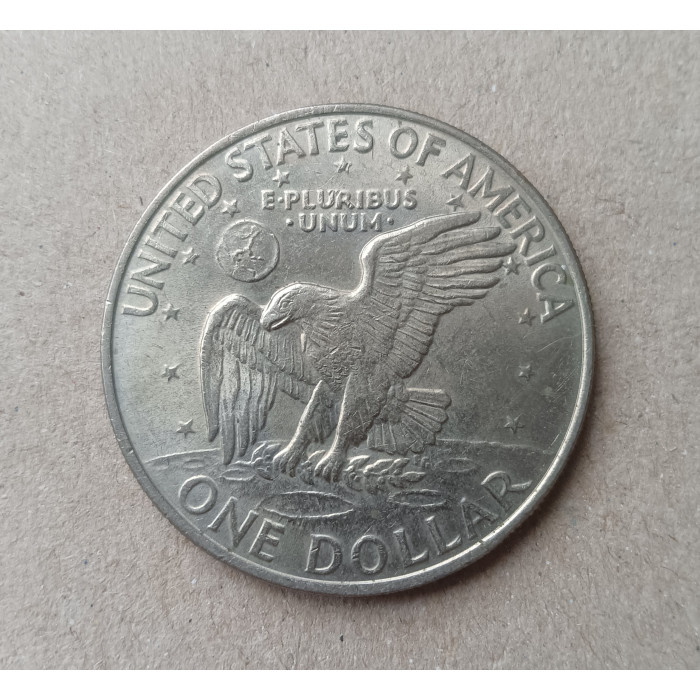 UNITED STATES OF AMERICA
E·PLURIBUS
·UNUM·
ONE DOLLAR